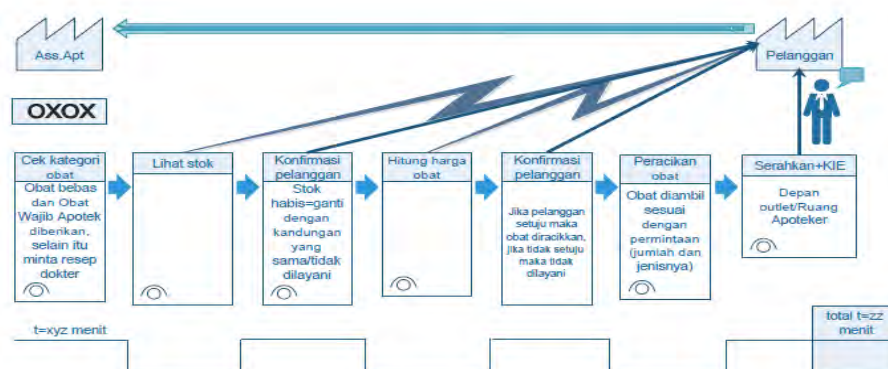 Ass.Apt
Pelanggan
OXOX
Cek kategori
obat
Obat bebas
dan Obat
Wajib Apotek
diberikan,
selain itu
minta resep
dokter
Lihat stok
Konfirmasi
pelanggan
Stok
habis=ganti
dengan
kandungan
yang
sama/tidak
dilayani
Hitung harga
obat
Konfirmasi
pelanggan
Jika pelanggan
setuju maka
obat diracikkan,
jika tidak setuju
maka tidak
dilayani
Peracikan
obat
Obat diambil
sesuai
dengan
permintaan
(jumlah dan
jenisnya)
Serahkan+KIE
Depan
outlet/Ruang
Apoteker
t=xyz menit
total t=zz
menit